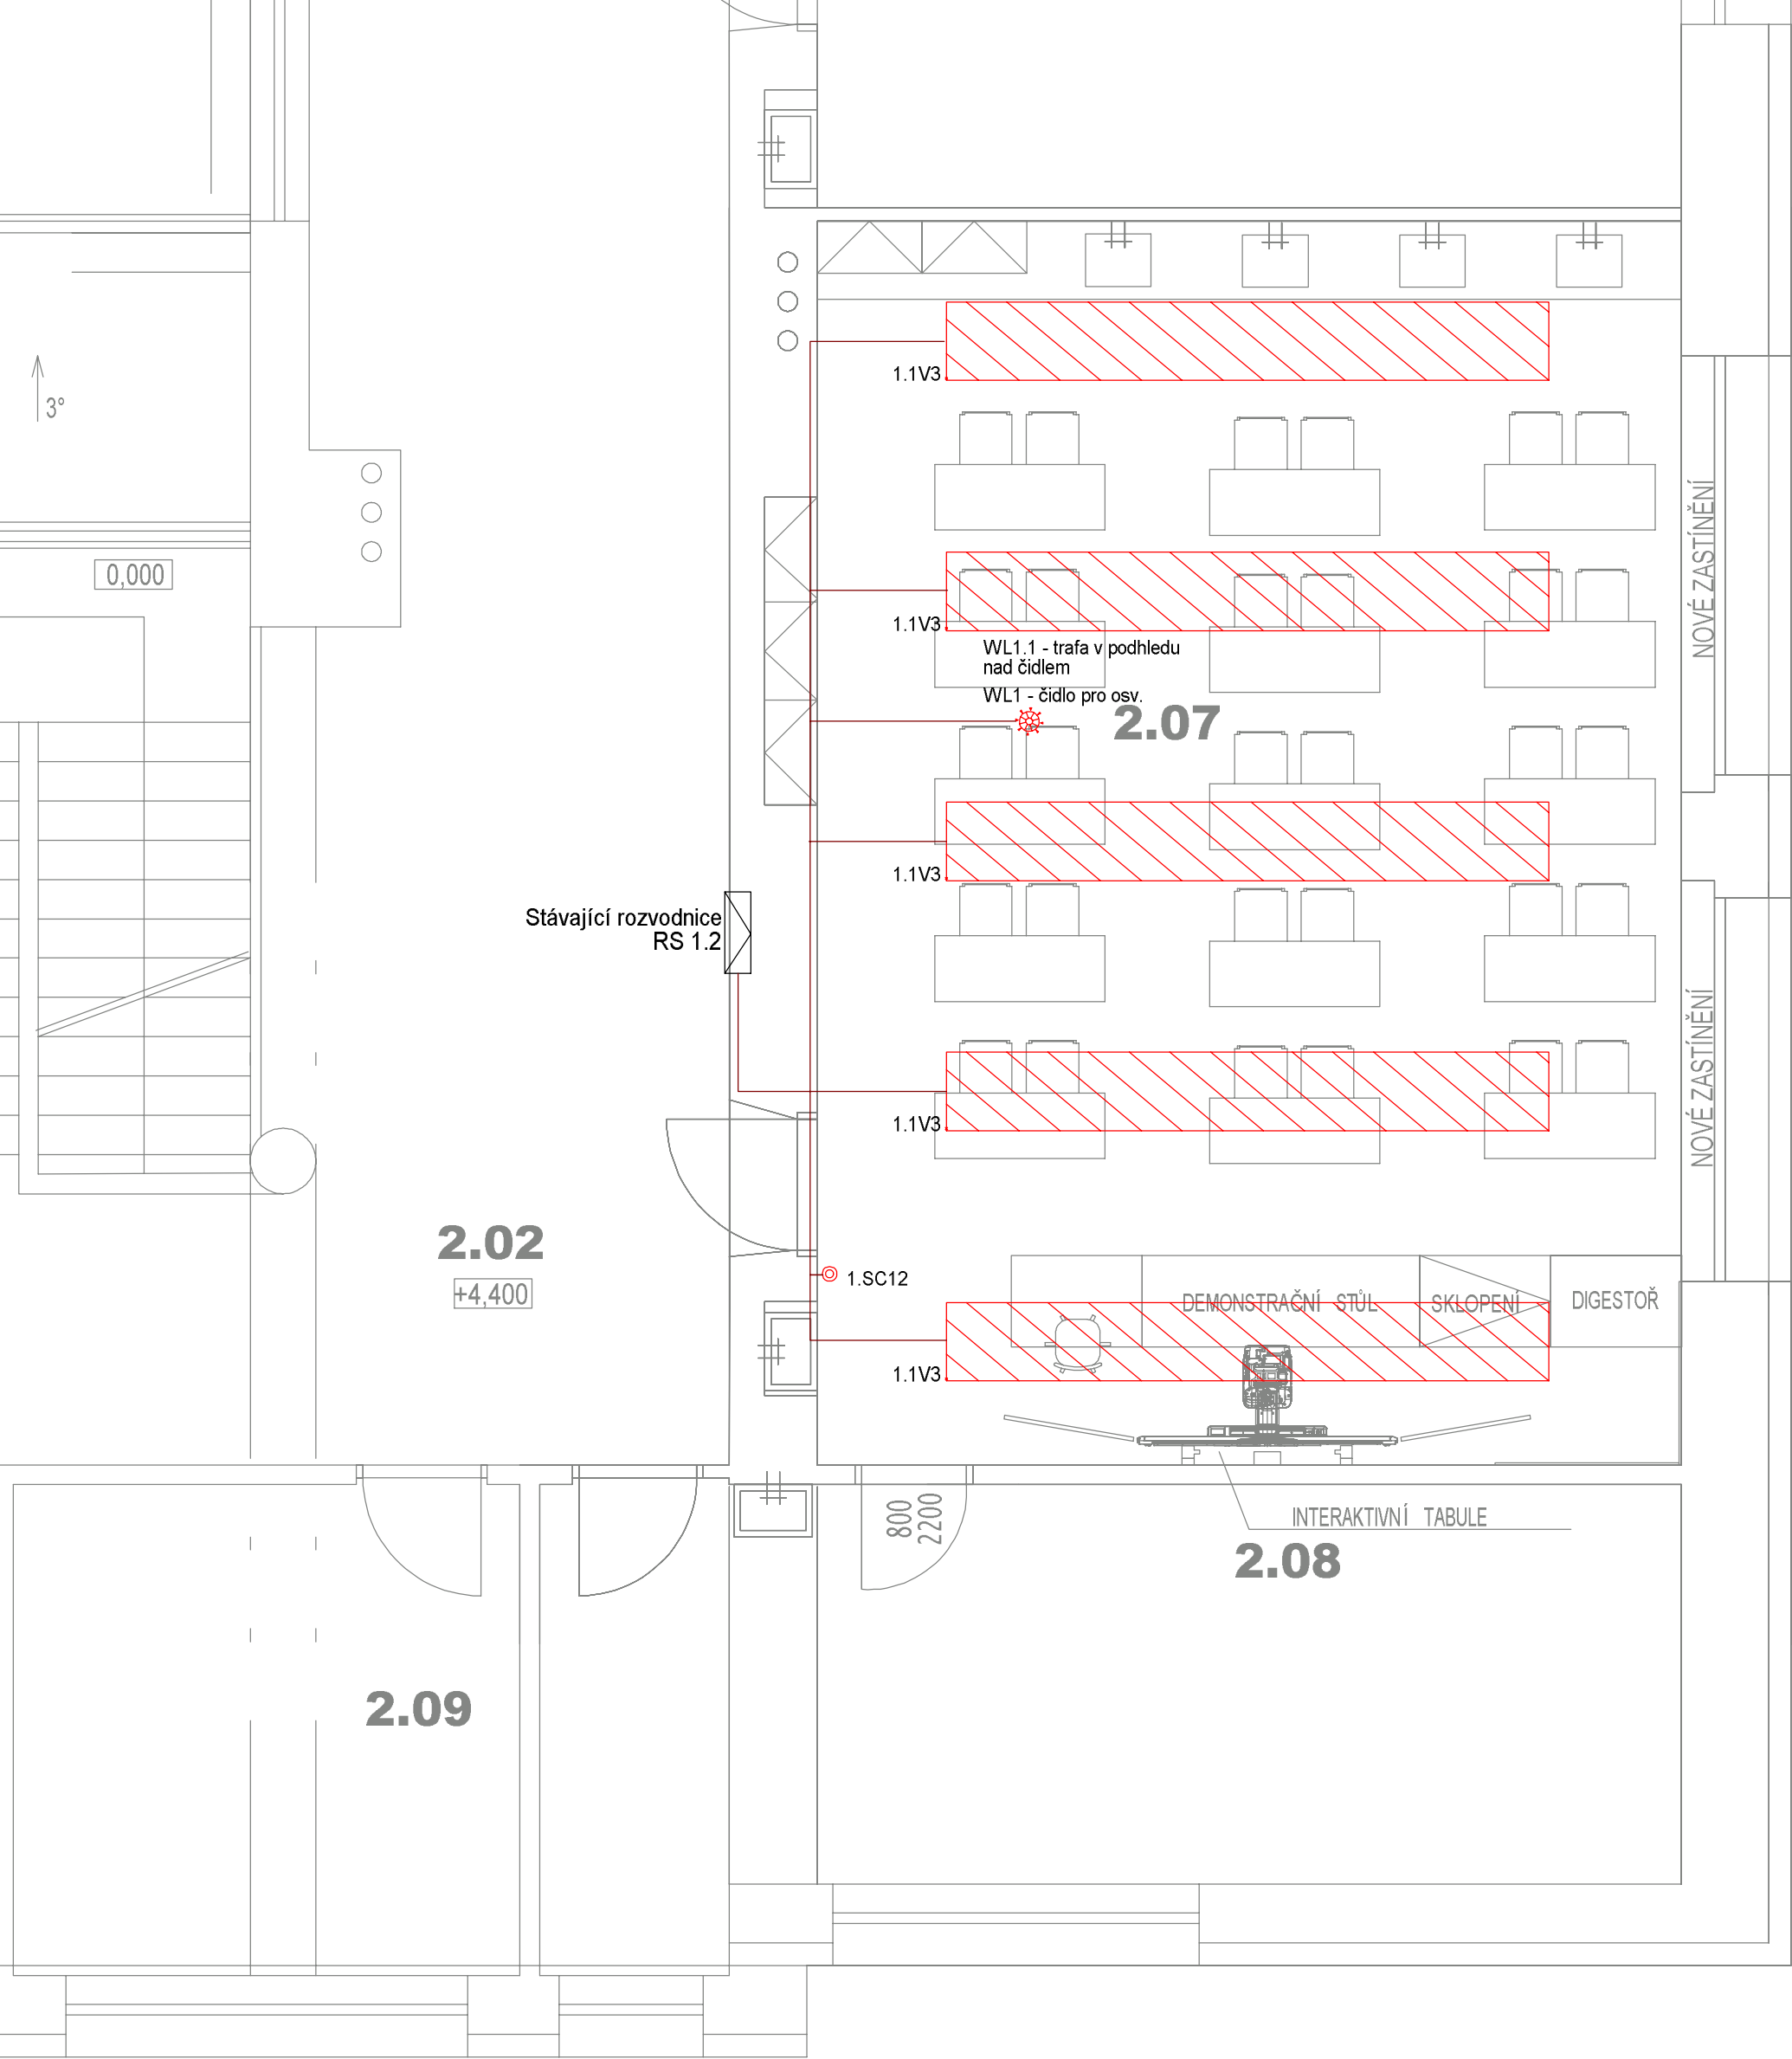 1.1V3
3°
NOVÉ ZASTÍNĚNÍ
0,000
1.1V3
WL1.1 - trafa v podhledu
nad čidlem
WL1 - čidlo pro osv.
2.07
1.1V3
Stávající rozvodnice
RS 1.2
NOVÉ ZASTÍNĚNÍ
1.1V3
2.02
+4,400
1.SC12
DEMONSTRAČNÍ STŮL
SKLOPENÍ
DIGESTOŘ
1.1V3
800
2200
INTERAKTIVNÍ TABULE
2.08
2.09